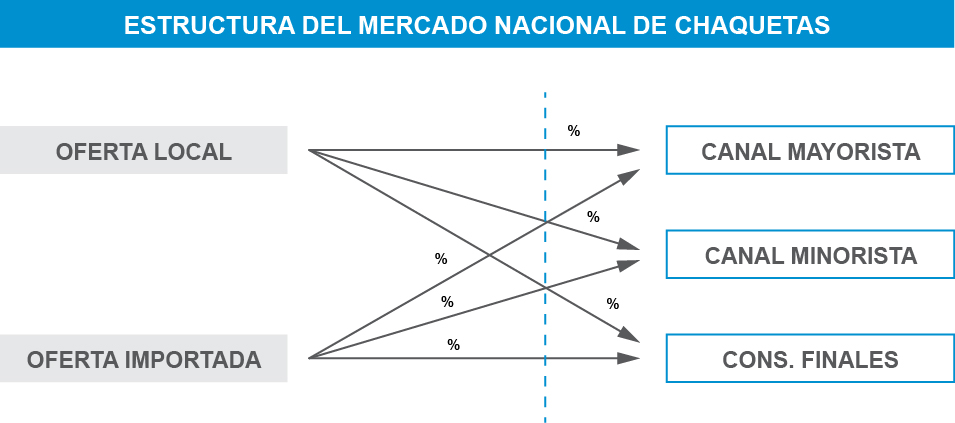 ESTRUCTURA DEL MERCADO NACIONAL DE CHAQUETAS
%
OFERTA LOCAL
CANAL MAYORISTA
%
CANAL MINORISTA
%
%
%
%
OFERTA IMPORTADA
CONS. FINALES